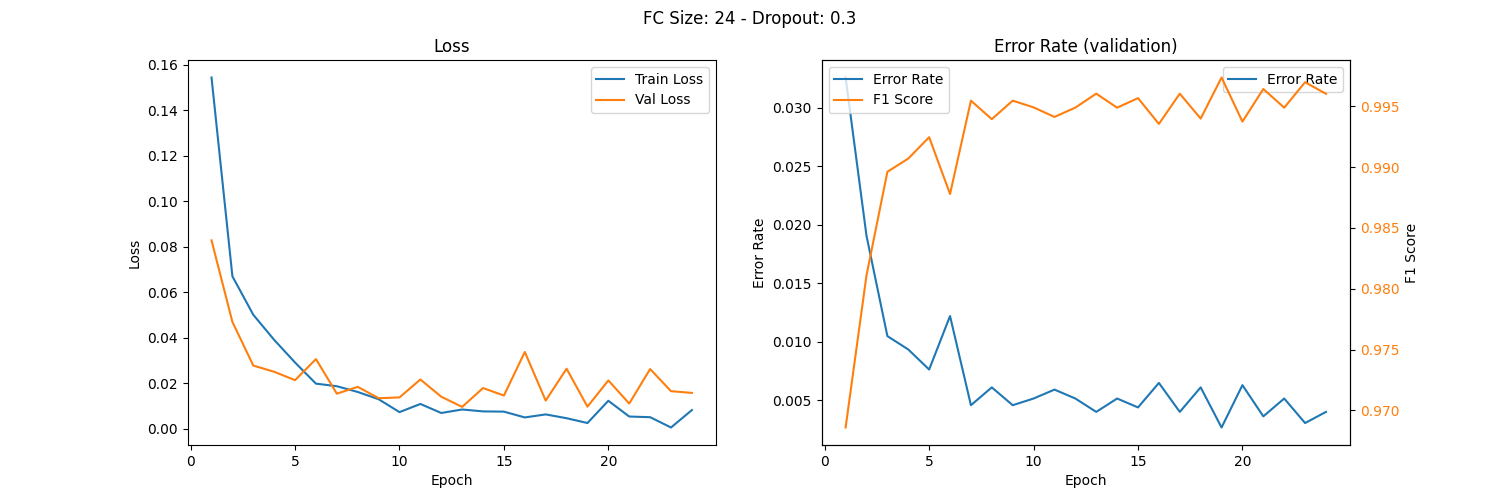 FC Size: 24 - Dropout: 0.3
Loss
Train Loss
Val Loss
0.16
0.14
0.12
0.10
0.08
0.06
0.04
0.02
0.00
Loss
0
5
10
15
20
Epoch
Error Rate (validation)
Error Rate
F1 Score
Error Rate
0.030
0.025
0.020
0.015
0.010
0.005
Error Rate
0
5
10
15
20
Epoch
0.995
0.990
0.985
0.980
0.975
0.970
F1 Score